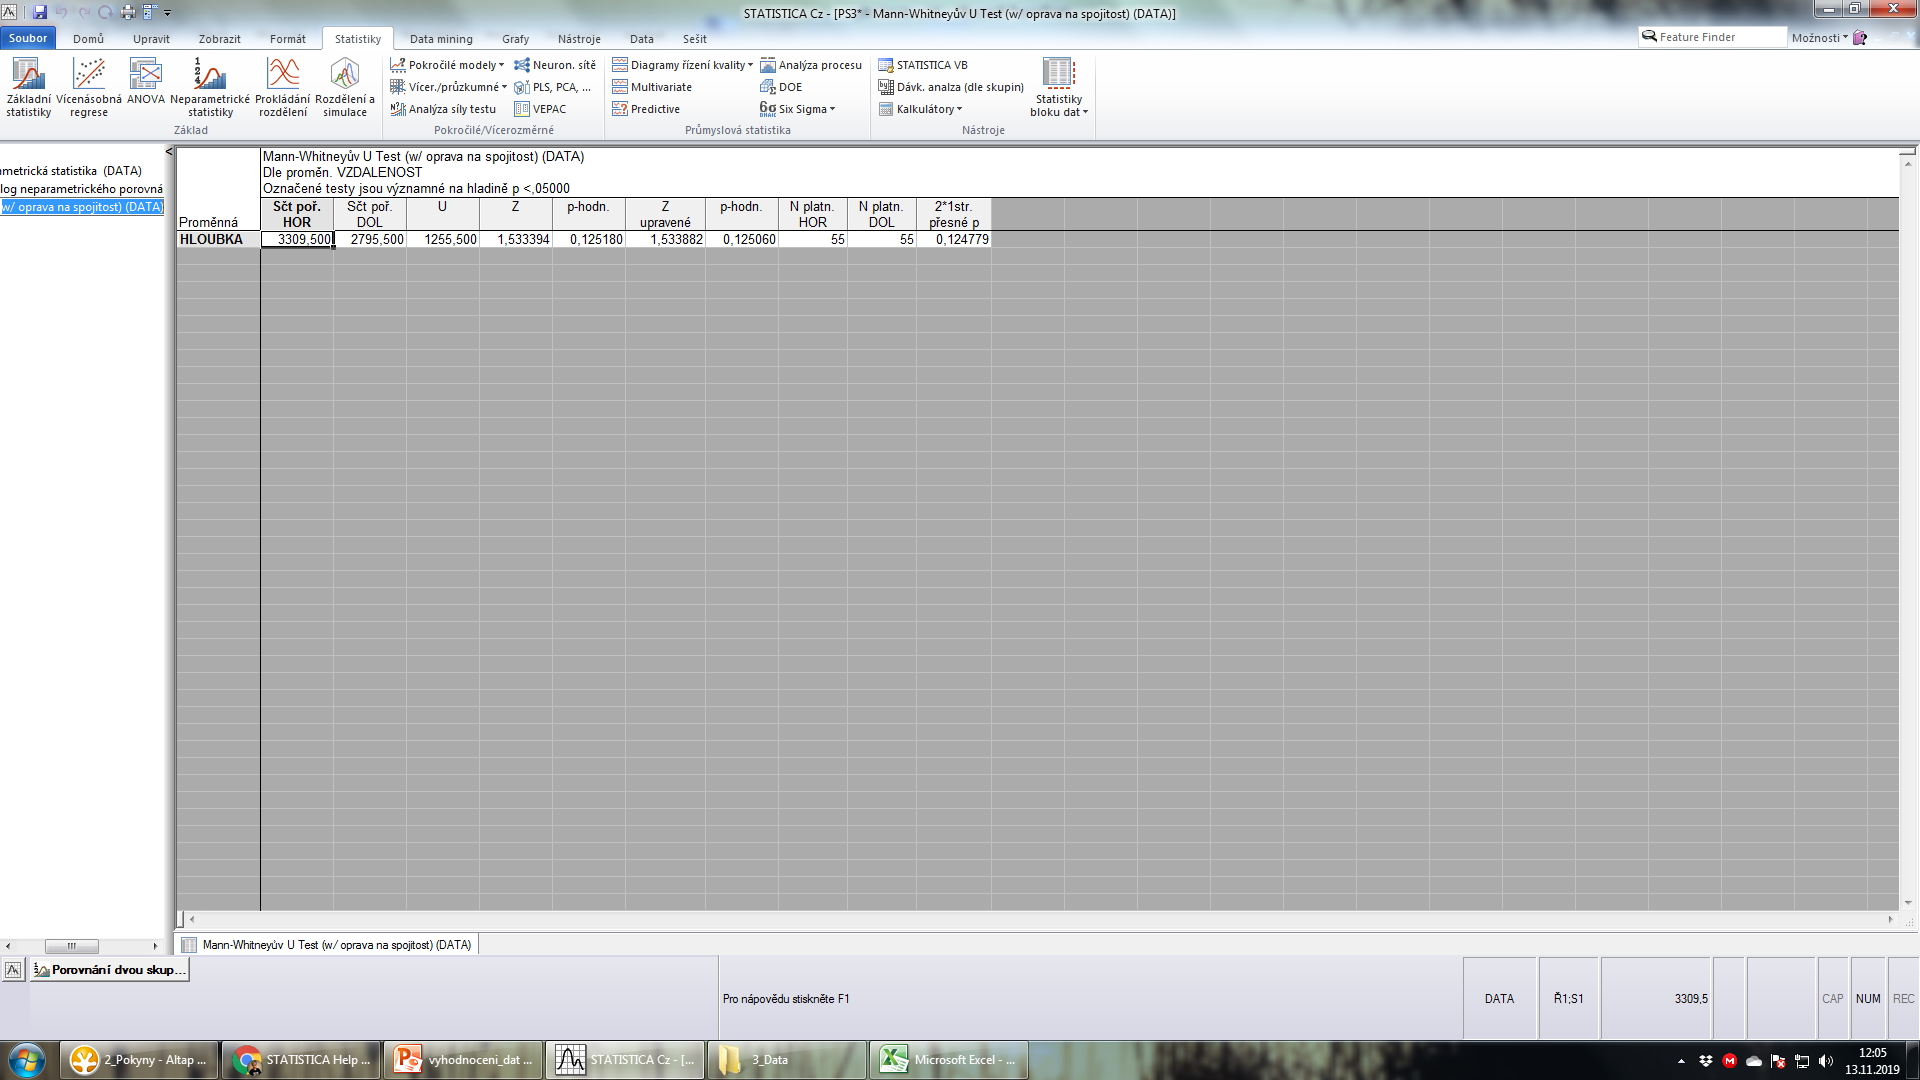 STATISTICA Cz - [PS3* - Mann-Whitneyův U Test (w/ oprava na spojitost) (DATA)]
Soubor Domů Upravit Zobrazit Formát Statistiky Data mining Grafy Nástroje Data Sešit Feature Finder Možnosti
Základní statistiky
Vícenásobná regrese
ANOVA
Neparametrické statistiky
Prokládání rozdělení
Rozdělení a simulace
Základ
Pokročilé modely
Neuron. sítě
Vícer./průzkumné
PLS, PCA, ...
Analýza síly testu
VEPAC
Pokročilé/Vícerozměrné
Diagramy řízení kvality
Analýza procesu
Multivariate
DOE
Predictive
Six Sigma
Průmyslová statistika
STATISTICA VB
Dávk. analza (dle skupin)
Kalkulátory
Statistiky bloku dat
Nástroje
metrická statistika (DATA)
log neparametrického porovná
w/ oprava na spojitost) (DATA)
Mann-Whitneyův U Test (w/ oprava na spojitost) (DATA)
Dle proměn. VZDALENOST
Označené testy jsou významné na hladině p <,05000
Proměnná Sčt poř. HOR Sčt poř. DOL U Z p-hodn. Z upravené p-hodn. N platn. HOR N platn. DOL 2*1str. přesné p
HLOUBKA 3309,500 2795,500 1255,500 1,533394 0,125180 1,533882 0,125060 55 55 0,124779
Mann-Whitneyův U Test (w/ oprava na spojitost) (DATA)
Porovnání dvou skup...
Pro nápovědu stiskněte F1 DATA Ř1;S1 3309,5 CAP NUM REC
2_Pokyny - Altap ... STATISTICA Help ... vyhodnoceni_dat ... STATISTICA Cz - [... 3_Data Microsoft Excel - ...
12:05
13.11.2019